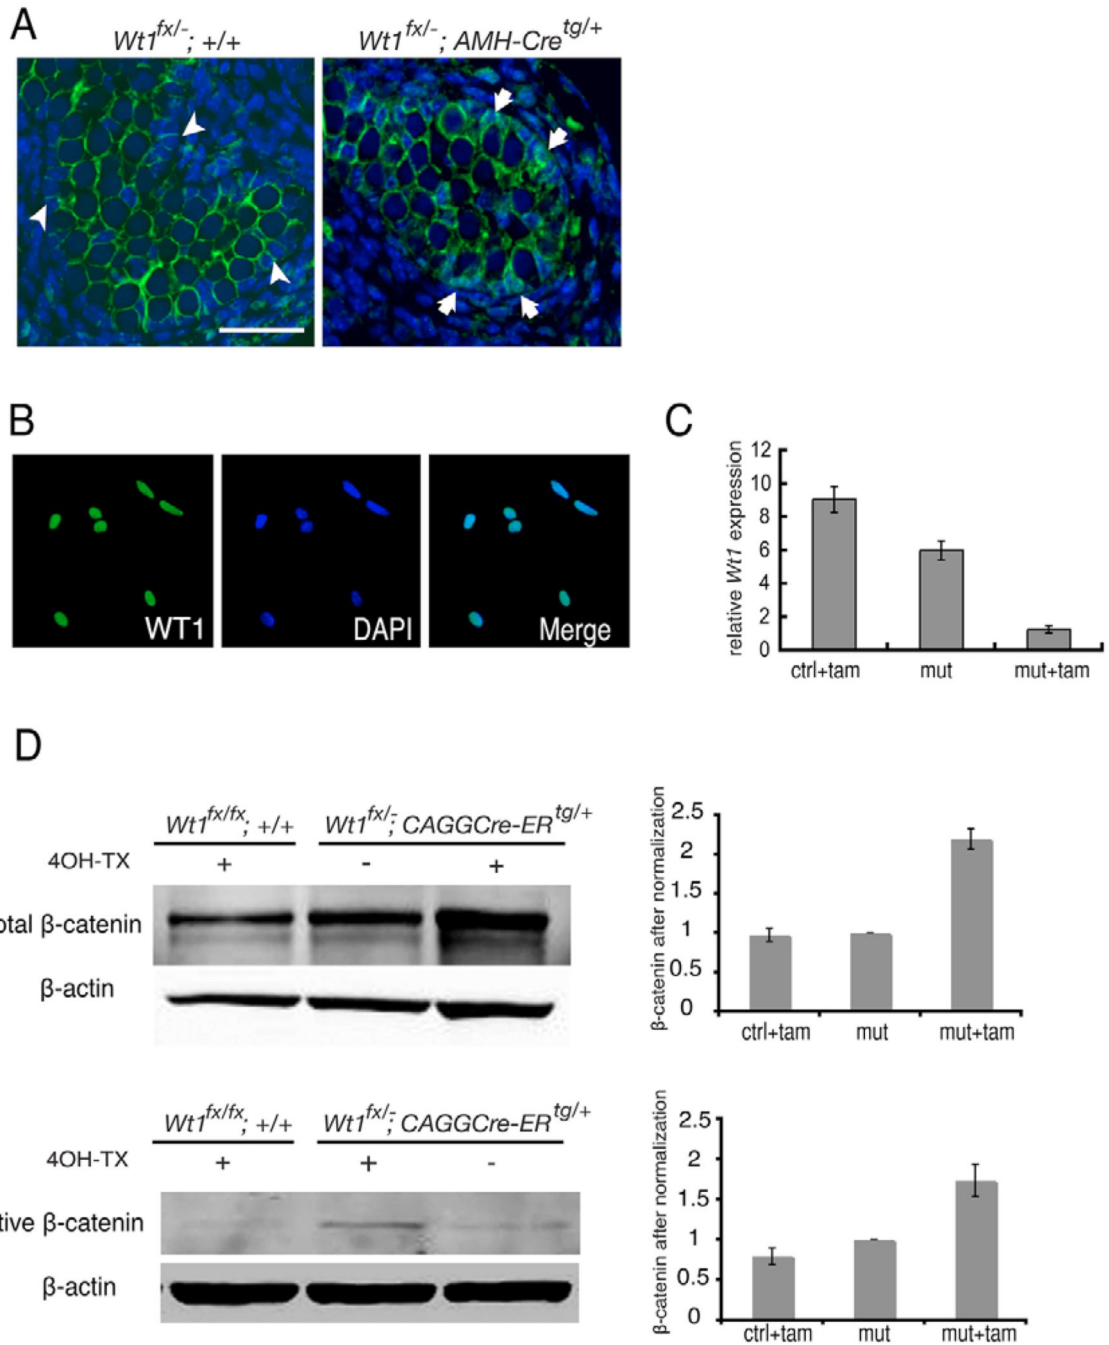 A
Wt1fx/-; +/+
Wt1fx/-; AMH-Cretg/+
B
WT1
DAPI
Merge
C
relative Wt1 expression
12
10
8
6
4
2
0
ctrl+tam mut mut+tam
D
Wt1fx/fx; +/+ Wt1fx/-; CAGGCre-ERtg/+
4OH-TX + - +
otal β-catenin
β-actin
β-catenin after normalization
2.5
2
1.5
1
0.5
0
ctrl+tam mut mut+tam
Wt1fx/fx; +/+ Wt1fx/-; CAGGCre-ERtg/+
4OH-TX + + -
tive β-catenin
β-actin
β-catenin after normalization
2.5
2
1.5
1
0.5
0
ctrl+tam mut mut+tam